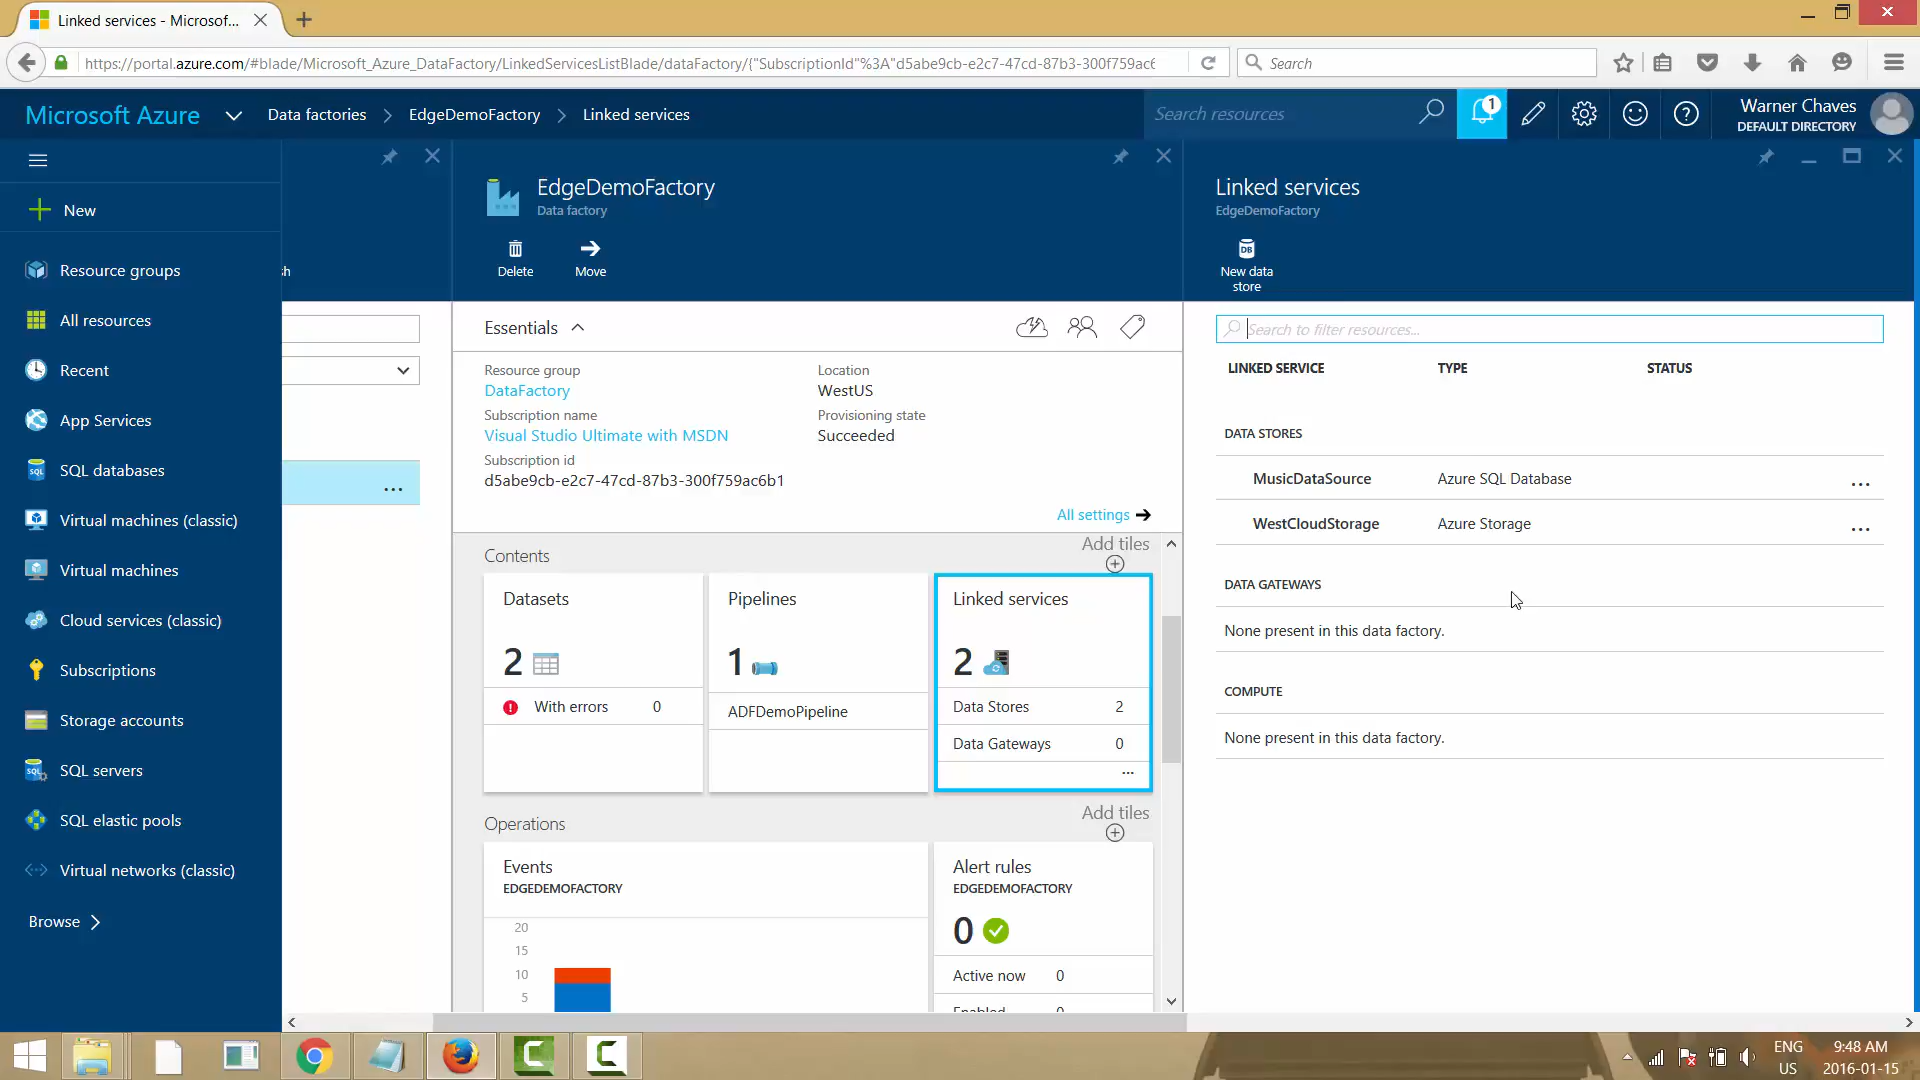 Linked services - Microsof...
https://portal.azure.com/#blade/Microsoft_Azure_DataFactory/LinkedServicesListBlade/dataFactory/{"SubscriptionId"%3A"d5abe9cb-e2c7-47cd-87b3-300f759ac6
Search
Microsoft Azure
Data factories
EdgeDemoFactory
Linked services
Search resources
1
Warner Chaves
DEFAULT DIRECTORY
New
Resource groups
All resources
Recent
App Services
SQL databases
Virtual machines (classic)
Virtual machines
Cloud services (classic)
Subscriptions
Storage accounts
SQL servers
SQL elastic pools
Virtual networks (classic)
Browse
sh
...
EdgeDemoFactory
Data factory
Delete
Move
Essentials
Resource group
DataFactory
Subscription name
Visual Studio Ultimate with MSDN
Subscription id
d5abe9cb-e2c7-47cd-87b3-300f759ac6b1
Location
WestUS
Provisioning state
Succeeded
All settings
Contents
Add tiles
Datasets
2
With errors 0
Pipelines
1
ADFDemoPipeline
Linked services
2
Data Stores 2
Data Gateways 0
...
Operations
Add tiles
Events
EDGEDEMOFACTORY
20
15
10
5
Alert rules
EDGEDEMOFACTORY
0
Active now 0
Enabled 0
Linked services
EdgeDemoFactory
DB
New data
store
Search to filter resources...
LINKED SERVICE TYPE STATUS
DATA STORES
MusicDataSource Azure SQL Database ...
WestCloudStorage Azure Storage ...
DATA GATEWAYS
None present in this data factory.
COMPUTE
None present in this data factory.
ENG
US
9:48 AM
2016-01-15